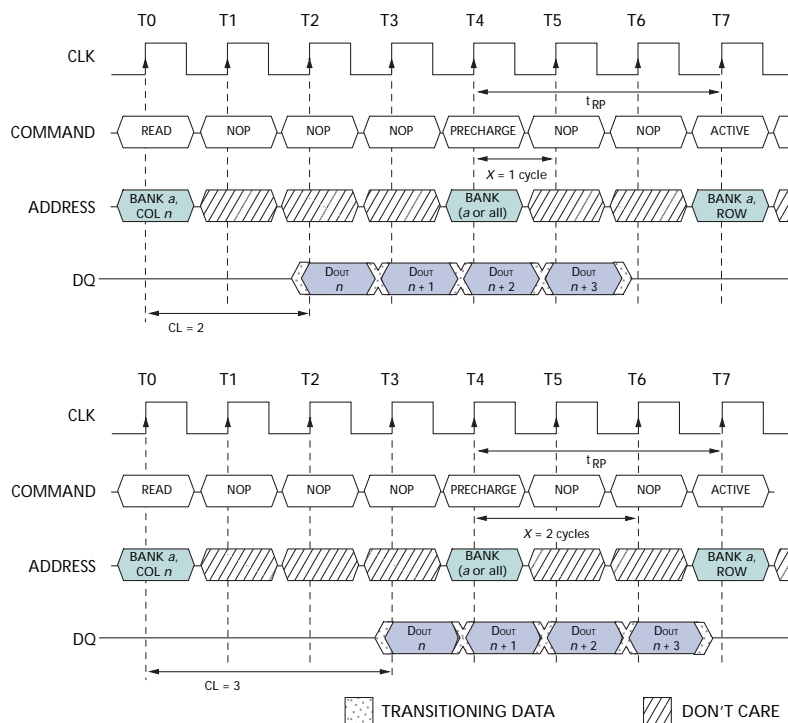 T0 T1 T2 T3 T4 T5 T6 T7
CLK
tRP
COMMAND READ NOP NOP NOP PRECHARGE NOP NOP ACTIVE
X = 1 cycle
ADDRESS BANK a, COL n BANK (a or all) BANK a, ROW
DQ DOUT n DOUT n + 1 DOUT n + 2 DOUT n + 3
CL = 2
T0 T1 T2 T3 T4 T5 T6 T7
CLK
tRP
COMMAND READ NOP NOP NOP PRECHARGE NOP NOP ACTIVE
X = 2 cycles
ADDRESS BANK a, COL n BANK (a or all) BANK a, ROW
DQ DOUT n DOUT n + 1 DOUT n + 2 DOUT n + 3
CL = 3
TRANSITIONING DATA DON'T CARE